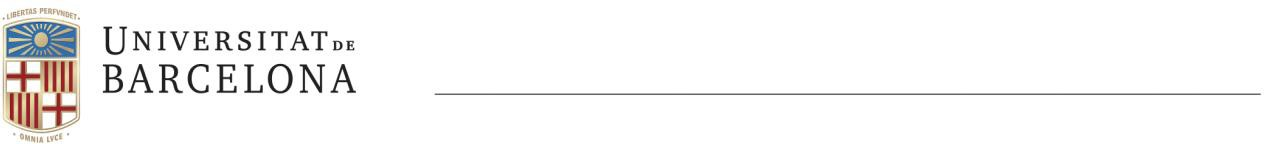 · LIBERTAS PERFVNDET ·
UNIVERSITAT DE
BARCELONA
· OMNIA LVCE ·